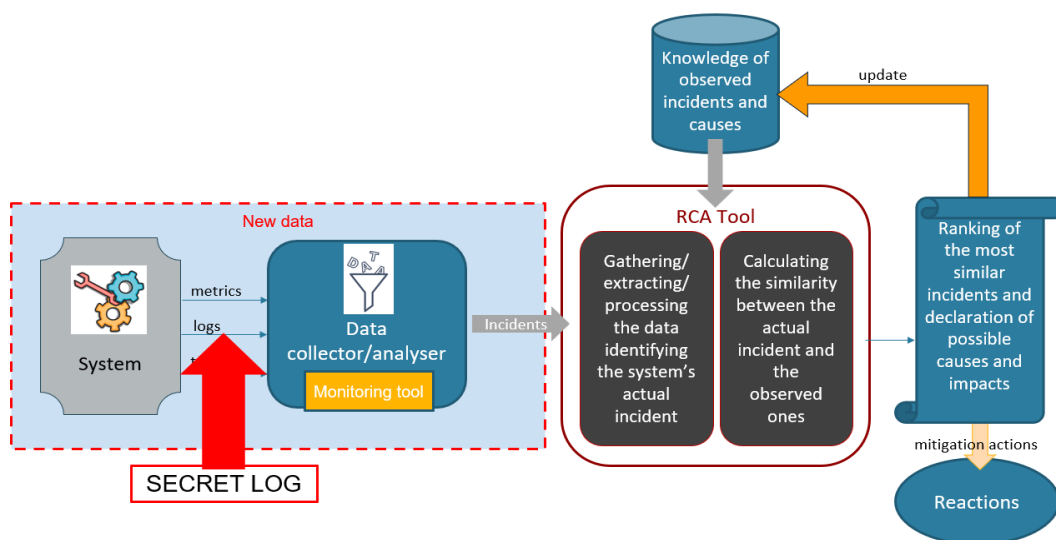 Knowledge of
observed
incidents and
causes
update
New data
System
metrics
logs
DATA
Data
collector/analyser
Monitoring tool
Incidents
SECRET LOG
RCA Tool
Gathering/
extracting/
processing
the data
identifying
the system's
actual
incident
Calculating
the similarity
between the
actual
incident and
the observed
ones
Ranking of
the most
similar
incidents and
declaration of
possible
causes and
impacts
mitigation actions
Reactions